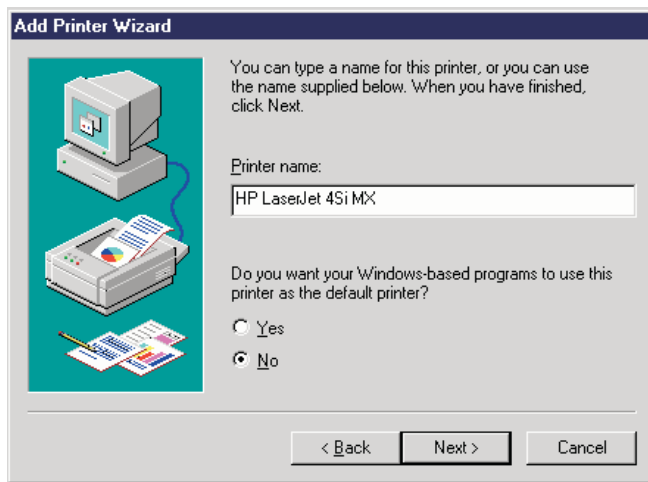 Add Printer Wizard
You can type a name for this printer, or you can use
the name supplied below. When you have finished,
click Next.
Printer name:
HP LaserJet 4Si MX
Do you want your Windows-based programs to use this
printer as the default printer?
Yes
No
< Back Next > Cancel